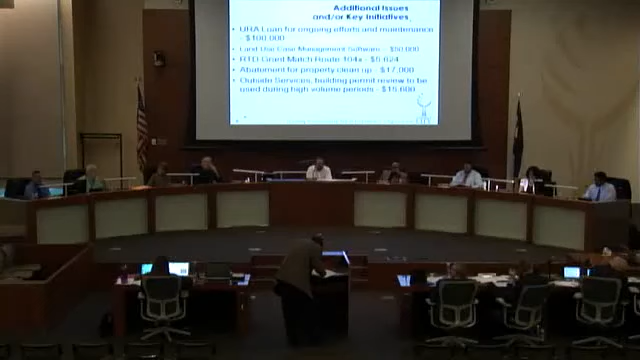 Additional Issues
and/or Key Initiatives
• URA Loan for ongoing efforts and maintenance
- $100,000
• Land Use Case Management Software - $50,000
• RTD Grant Match Route 104x - $5,624
• Abatement for property clean up - $17,000
• Outside Services, building permit review to be
used during high volume periods - $15,600